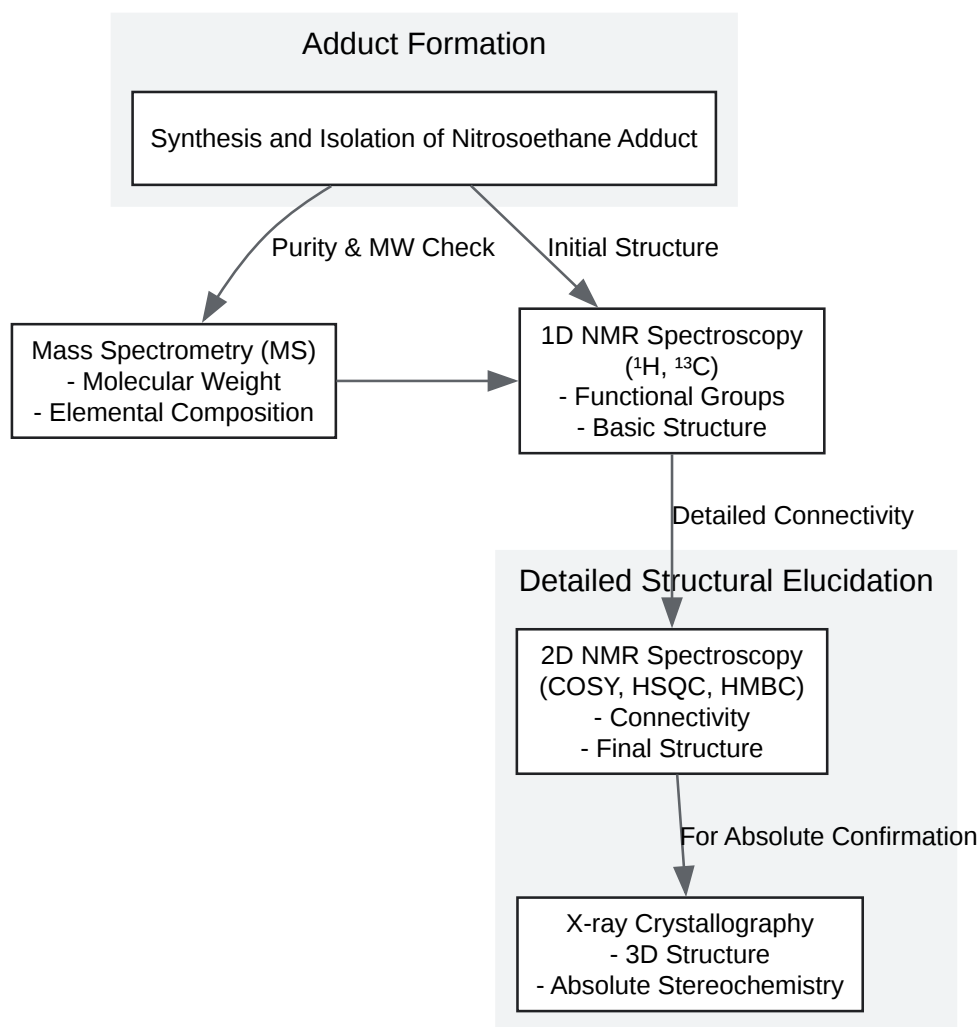 Adduct Formation
Synthesis and Isolation of Nitrosoethane Adduct
Purity & MW Check
Initial Structure
Mass Spectrometry (MS)
- Molecular Weight
- Elemental Composition
1D NMR Spectroscopy
(¹H, ¹³C)
- Functional Groups
- Basic Structure
Detailed Connectivity
Detailed Structural Elucidation
2D NMR Spectroscopy
(COSY, HSQC, HMBC)
- Connectivity
- Final Structure
For Absolute Confirmation
X-ray Crystallography
- 3D Structure
- Absolute Stereochemistry